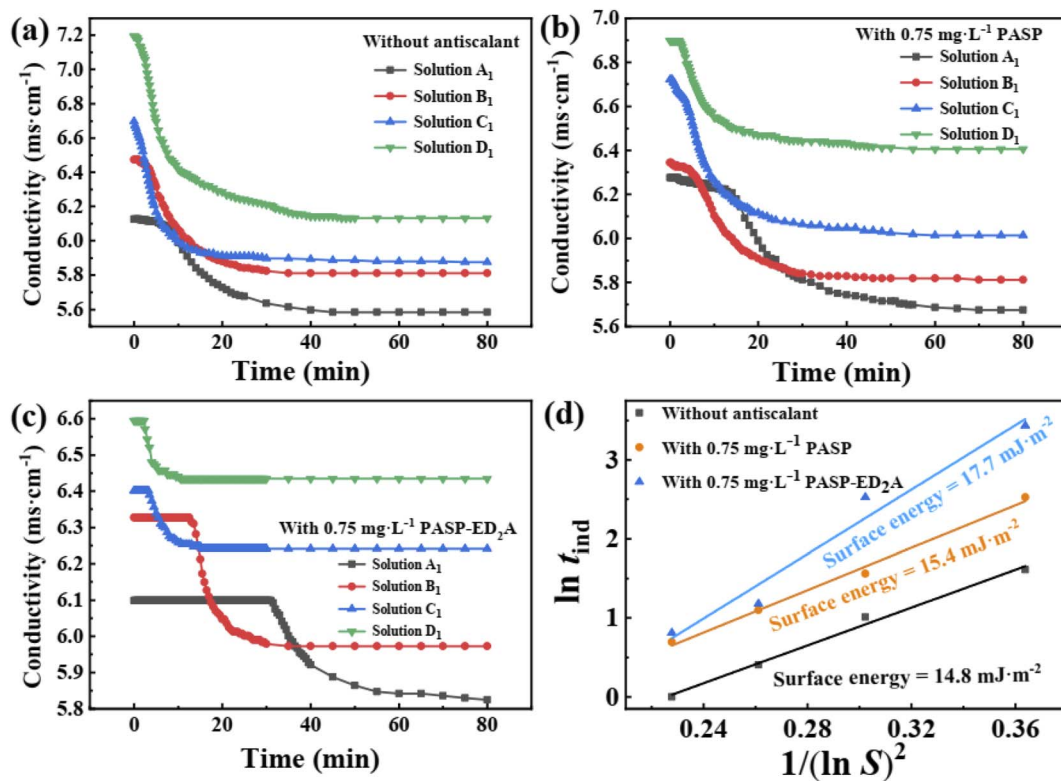 (a)
Without antiscalant
Solution A₁
Solution B₁
Solution C₁
Solution D₁
Conductivity (ms·cm⁻¹)
7.2
6.9
6.6
6.3
6.0
5.8
5.6
0 20 40 60 80
Time (min)
(b)
With 0.75 mg·L⁻¹ PASP
Solution A₁
Solution B₁
Solution C₁
Solution D₁
Conductivity (ms·cm⁻¹)
7.0
6.8
6.6
6.4
6.2
6.0
5.8
5.6
0 20 40 60 80
Time (min)
(c)
With 0.75 mg·L⁻¹ PASP-ED₂A
Solution A₁
Solution B₁
Solution C₁
Solution D₁
Conductivity (ms·cm⁻¹)
6.6
6.5
6.4
6.3
6.2
6.1
6.0
5.9
5.8
0 20 40 60 80
Time (min)
(d)
Without antiscalant
With 0.75 mg·L⁻¹ PASP
With 0.75 mg·L⁻¹ PASP-ED₂A
Surface energy = 17.7 mJ·m⁻²
Surface energy = 15.4 mJ·m⁻²
Surface energy = 14.8 mJ·m⁻²
ln t_ind
3
2
1
0
0.24 0.28 0.32 0.36
1/(ln S)²